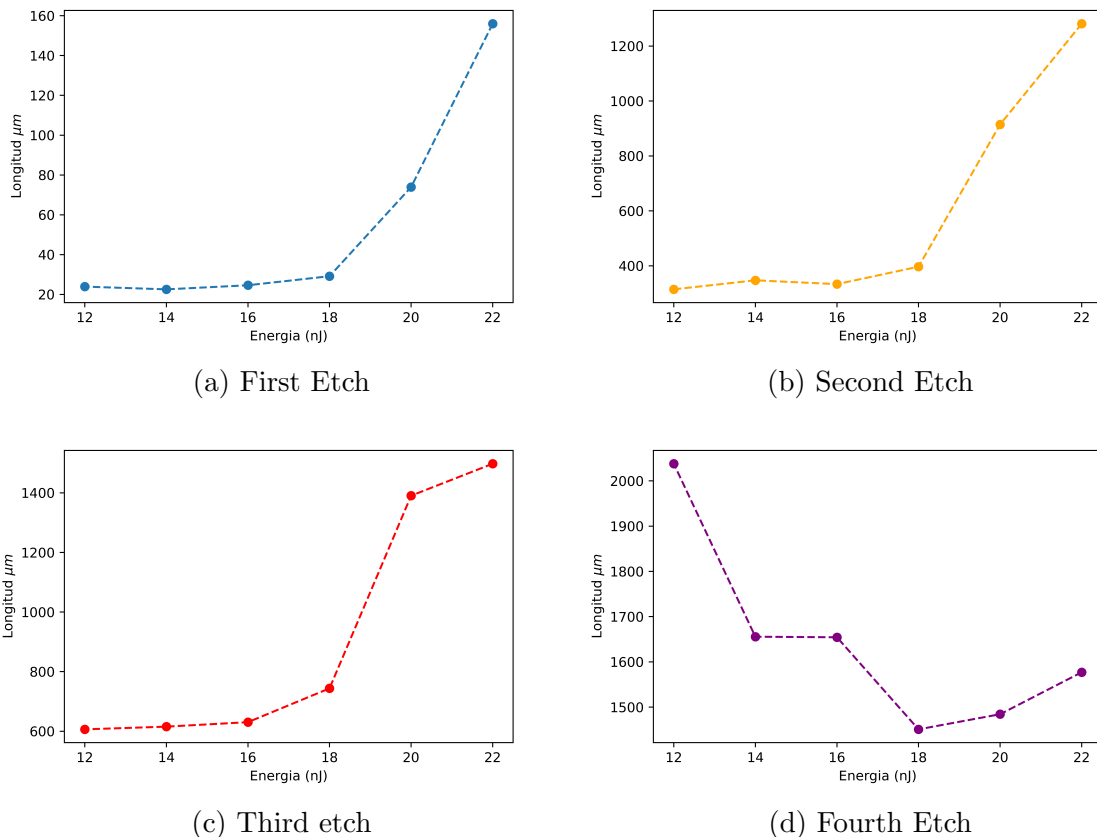 160
140
120
100
80
60
40
20
12 14 16 18 20 22
Longitud μm
Energia (nJ)
(a) First Etch
1200
1000
800
600
400
12 14 16 18 20 22
Longitud μm
Energia (nJ)
(b) Second Etch
1400
1200
1000
800
600
12 14 16 18 20 22
Longitud μm
Energia (nJ)
(c) Third etch
2000
1900
1800
1700
1600
1500
12 14 16 18 20 22
Longitud μm
Energia (nJ)
(d) Fourth Etch